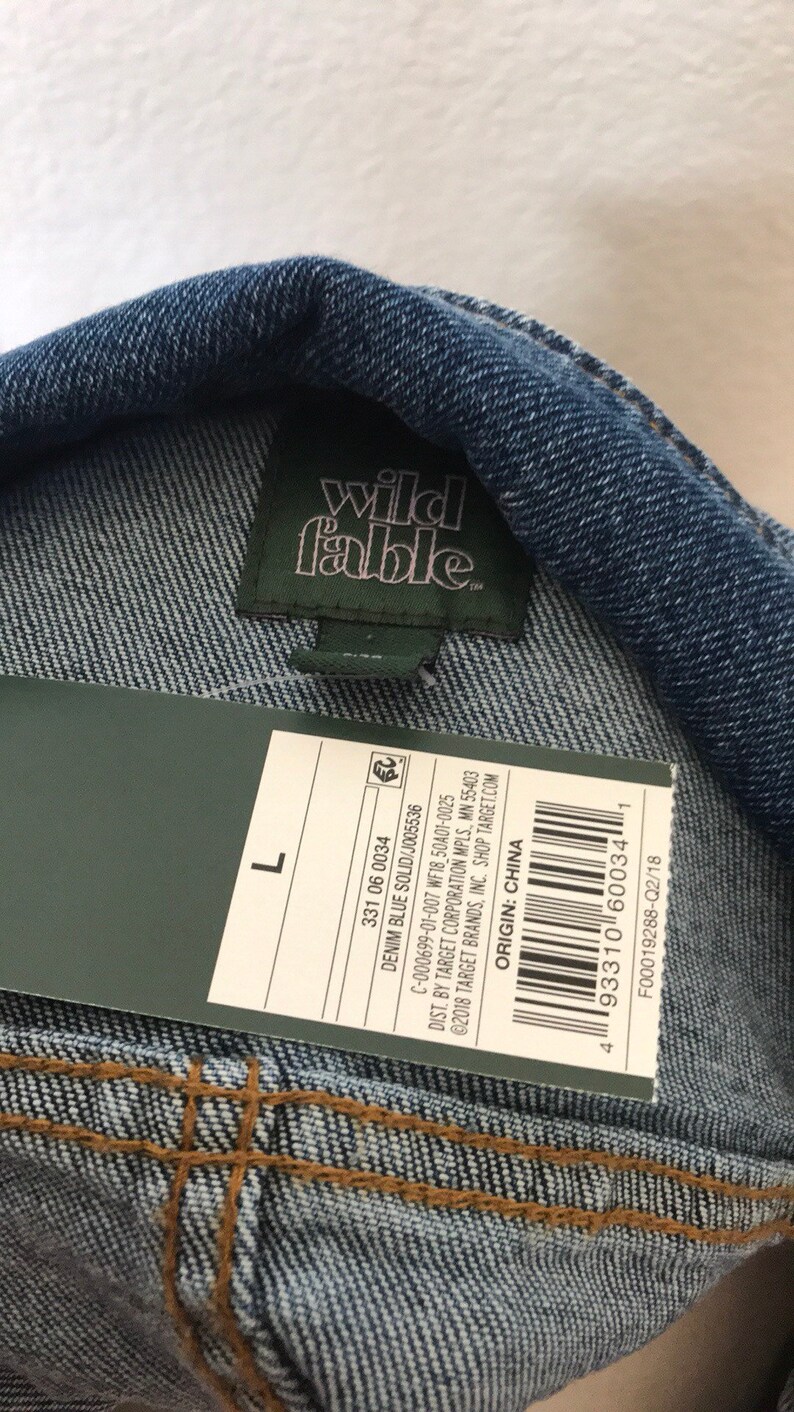 wild
fable™
L
331 06 0034
DENIM BLUE SOLID/J005536
C-000699-01-007 WF18_50A01-0025
DIST. BY TARGET CORPORATION MPLS., MN 55403
©2018 TARGET BRANDS, INC. SHOP TARGET.COM
ORIGIN: CHINA
4 93310 60034 1
F00019288-Q2/18